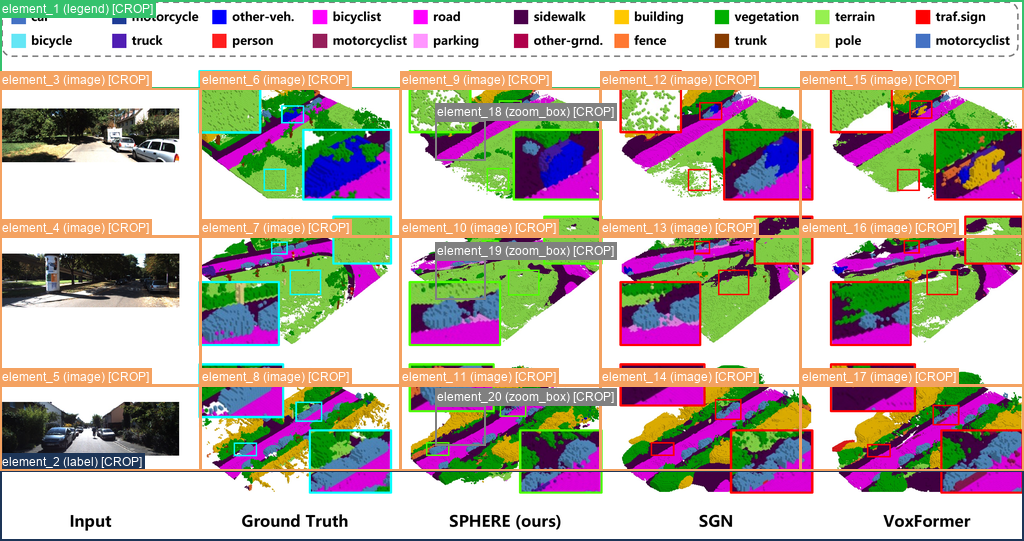 element_1 (legend) [CROP]
car motorcycle other-veh. bicyclist road sidewalk building vegetation terrain traf.sign
bicycle truck person motorcyclist parking other-grnd. fence trunk pole motorcyclist
element_3 (image) [CROP] element_6 (image) [CROP] element_9 (image) [CROP] element_12 (image) [CROP] element_15 (image) [CROP]
element_18 (zoom_box) [CROP]
element_4 (image) [CROP] element_7 (image) [CROP] element_10 (image) [CROP] element_13 (image) [CROP] element_16 (image) [CROP]
element_19 (zoom_box) [CROP]
element_5 (image) [CROP] element_8 (image) [CROP] element_11 (image) [CROP] element_14 (image) [CROP] element_17 (image) [CROP]
element_20 (zoom_box) [CROP]
element_2 (label) [CROP]
Input Ground Truth SPHERE (ours) SGN VoxFormer